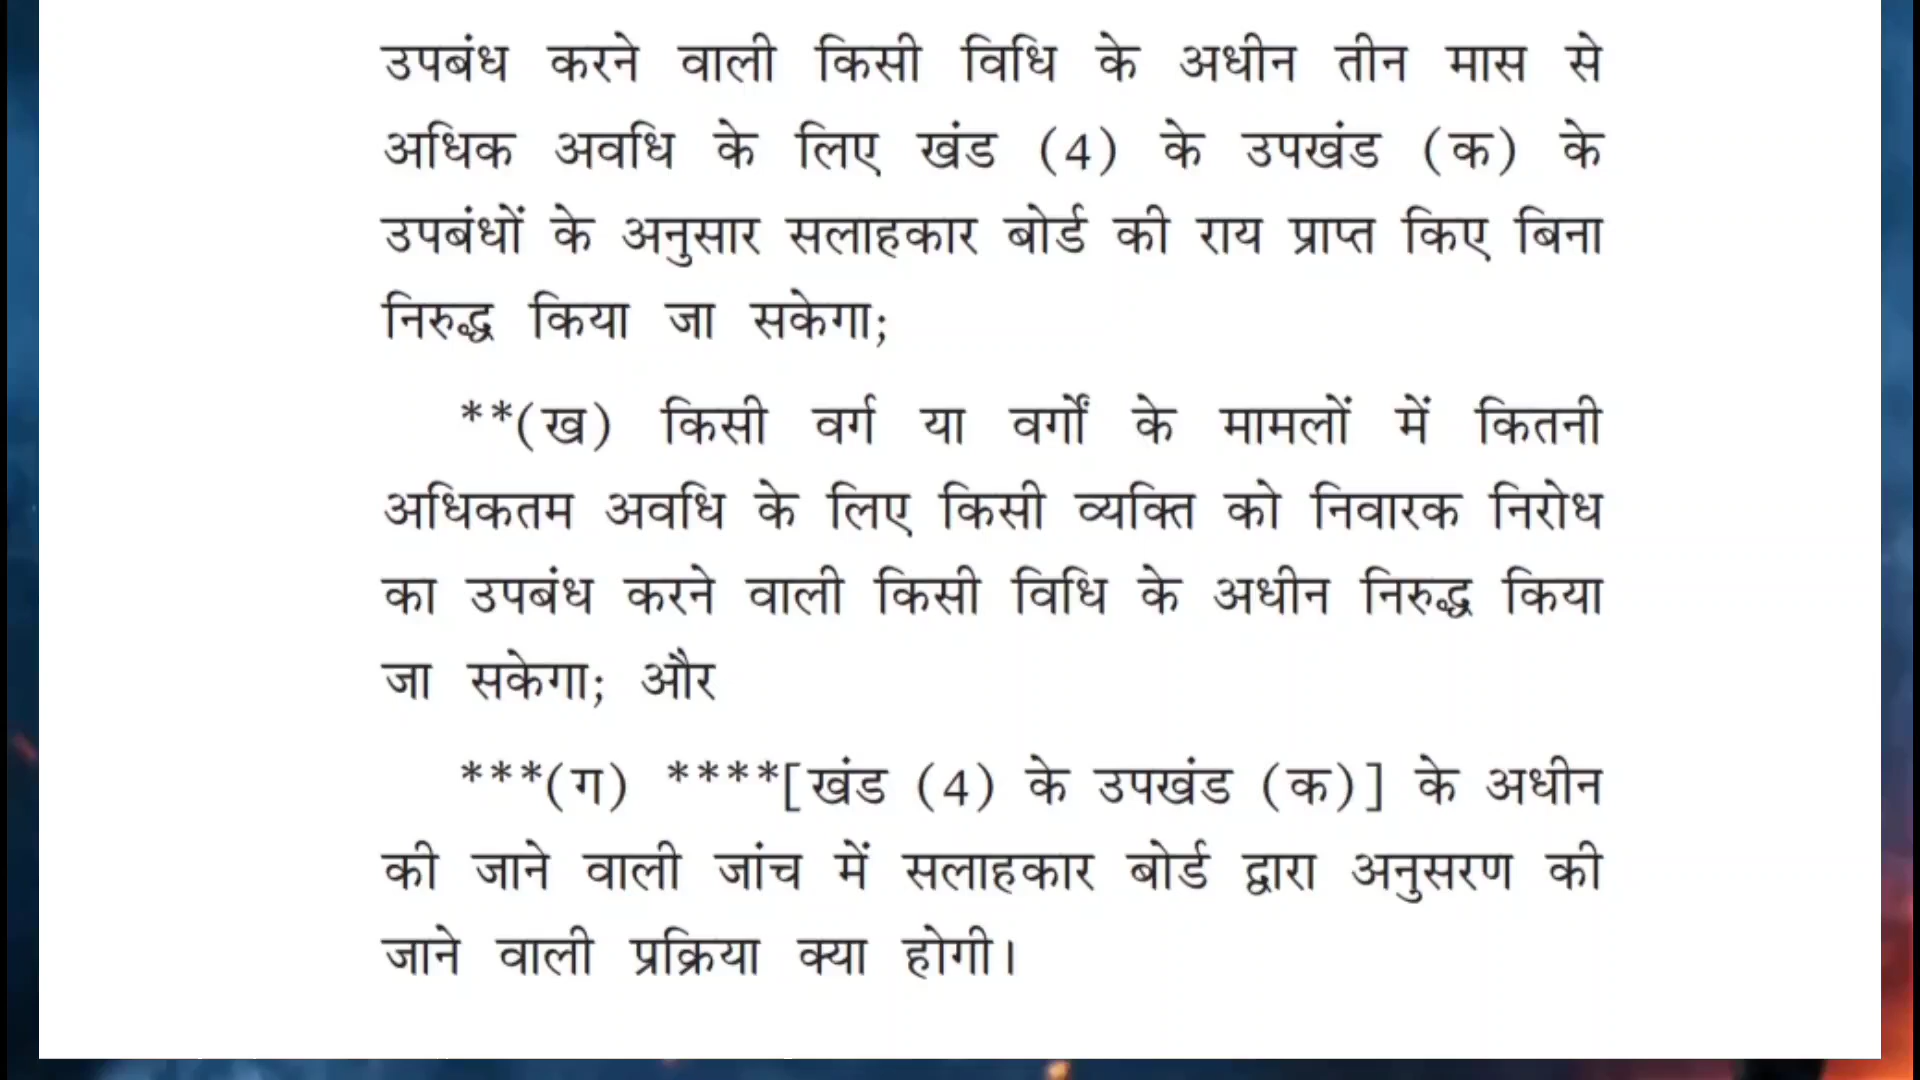 उपबंध करने वाली किसी विधि के अधीन तीन मास से
अधिक अवधि के लिए खंड (4) के उपखंड (क) के
उपबंधों के अनुसार सलाहकार बोर्ड की राय प्राप्त किए बिना
निरुद्ध किया जा सकेगा;
**(ख) किसी वर्ग या वर्गों के मामलों में कितनी
अधिकतम अवधि के लिए किसी व्यक्ति को निवारक निरोध
का उपबंध करने वाली किसी विधि के अधीन निरुद्ध किया
जा सकेगा; और
***(ग) ****[खंड (4) के उपखंड (क)] के अधीन
की जाने वाली जांच में सलाहकार बोर्ड द्वारा अनुसरण की
जाने वाली प्रक्रिया क्या होगी।